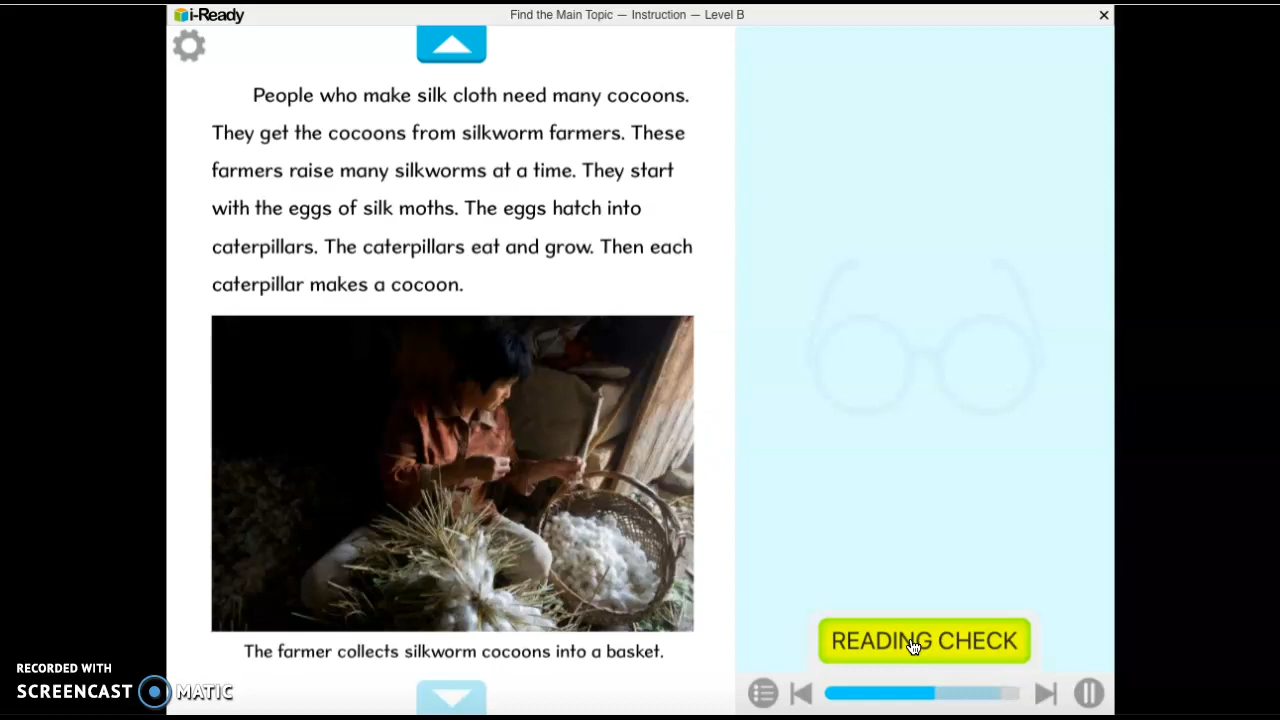 i-Ready
Find the Main Topic — Instruction — Level B
People who make silk cloth need many cocoons.
They get the cocoons from silkworm farmers. These
farmers raise many silkworms at a time. They start
with the eggs of silk moths. The eggs hatch into
caterpillars. The caterpillars eat and grow. Then each
caterpillar makes a cocoon.
The farmer collects silkworm cocoons into a basket.
READING CHECK
RECORDED WITH
SCREENCAST MATIC